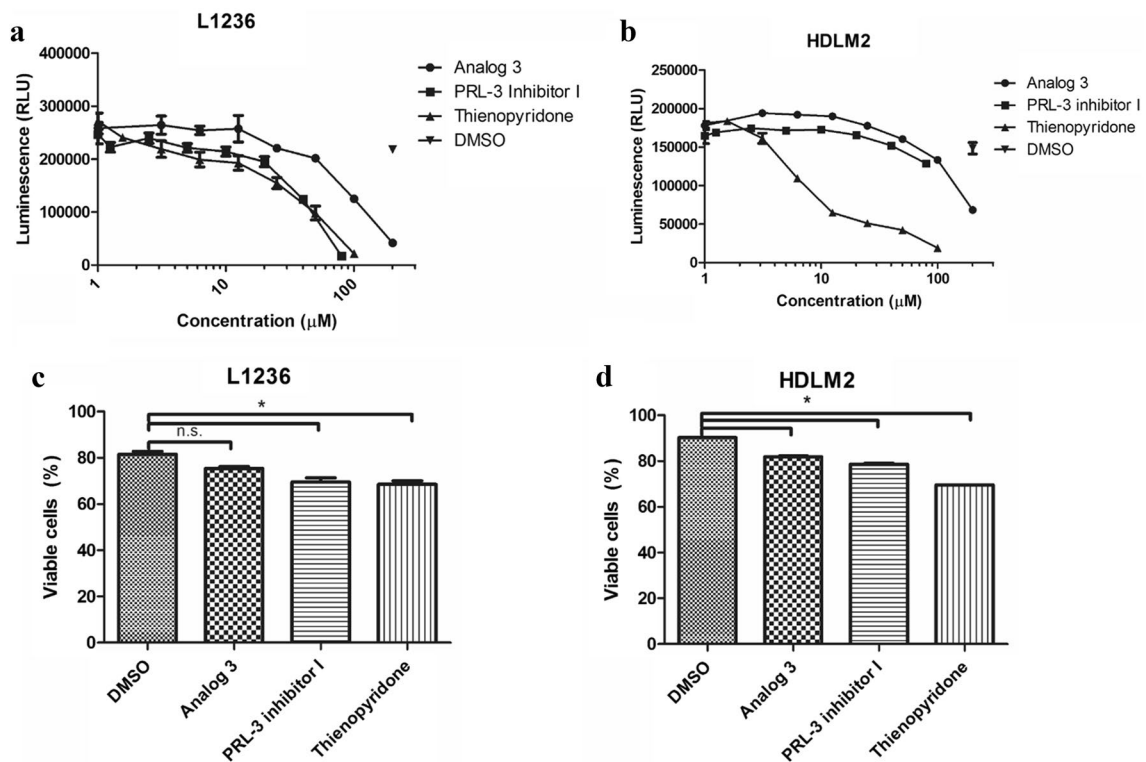 a
L1236
Luminescence (RLU)
400000
300000
200000
100000
0
1
10
100
Concentration (μM)
Analog 3
PRL-3 Inhibitor I
Thienopyridone
DMSO
b
HDLM2
Luminescence (RLU)
250000
200000
150000
100000
50000
0
1
10
100
Concentration (μM)
Analog 3
PRL-3 inhibitor I
Thienopyridone
DMSO
c
L1236
Viable cells (%)
100
80
60
40
20
0
*
n.s.
DMSO
Analog 3
PRL-3 inhibitor I
Thienopyridone
d
HDLM2
Viable cells (%)
100
80
60
40
20
0
*
DMSO
Analog 3
PRL-3 inhibitor I
Thienopyridone